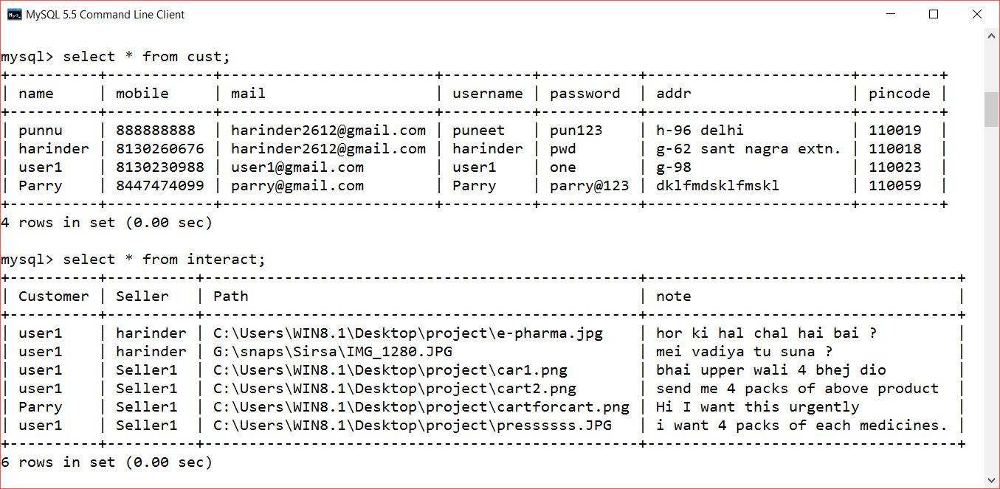 MySQL 5.5 Command Line Client
mysql> select * from cust;
+----------+------------+------------------------+----------+-----------+-----------------------+---------+
| name     | mobile     | mail                   | username | password  | addr                  | pincode |
+----------+------------+------------------------+----------+-----------+-----------------------+---------+
| punnu    | 888888888  | harinder2612@gmail.com | puneet   | pun123    | h-96 delhi            | 110019  |
| harinder | 8130260676 | harinder2612@gmail.com | harinder | pwd       | g-62 sant nagra extn. | 110018  |
| user1    | 8130230988 | user1@gmail.com        | user1    | one       | g-98                  | 110023  |
| Parry    | 8447474099 | parry@gmail.com        | Parry    | parry@123 | dklfmdsklfmskl        | 110059  |
+----------+------------+------------------------+----------+-----------+-----------------------+---------+
4 rows in set (0.00 sec)
mysql> select * from interact;
+----------+----------+-------------------------------------------------+-----------------------------------+
| Customer | Seller   | Path                                            | note                              |
+----------+----------+-------------------------------------------------+-----------------------------------+
| user1    | harinder | C:\Users\WIN8.1\Desktop\project\e-pharma.jpg    | hor ki hal chal hai bai ?         |
| user1    | harinder | G:\snaps\Sirsa\IMG_1280.JPG                     | mei vadiya tu suna ?              |
| user1    | Seller1  | C:\Users\WIN8.1\Desktop\project\car1.png        | bhai upper wali 4 bhej dio        |
| user1    | Seller1  | C:\Users\WIN8.1\Desktop\project\cart2.png       | send me 4 packs of above product  |
| Parry    | Seller1  | C:\Users\WIN8.1\Desktop\project\cartforcart.png | Hi I want this urgently           |
| user1    | Seller1  | C:\Users\WIN8.1\Desktop\project\pressssss.JPG   | i want 4 packs of each medicines. |
+----------+----------+-------------------------------------------------+-----------------------------------+
6 rows in set (0.00 sec)